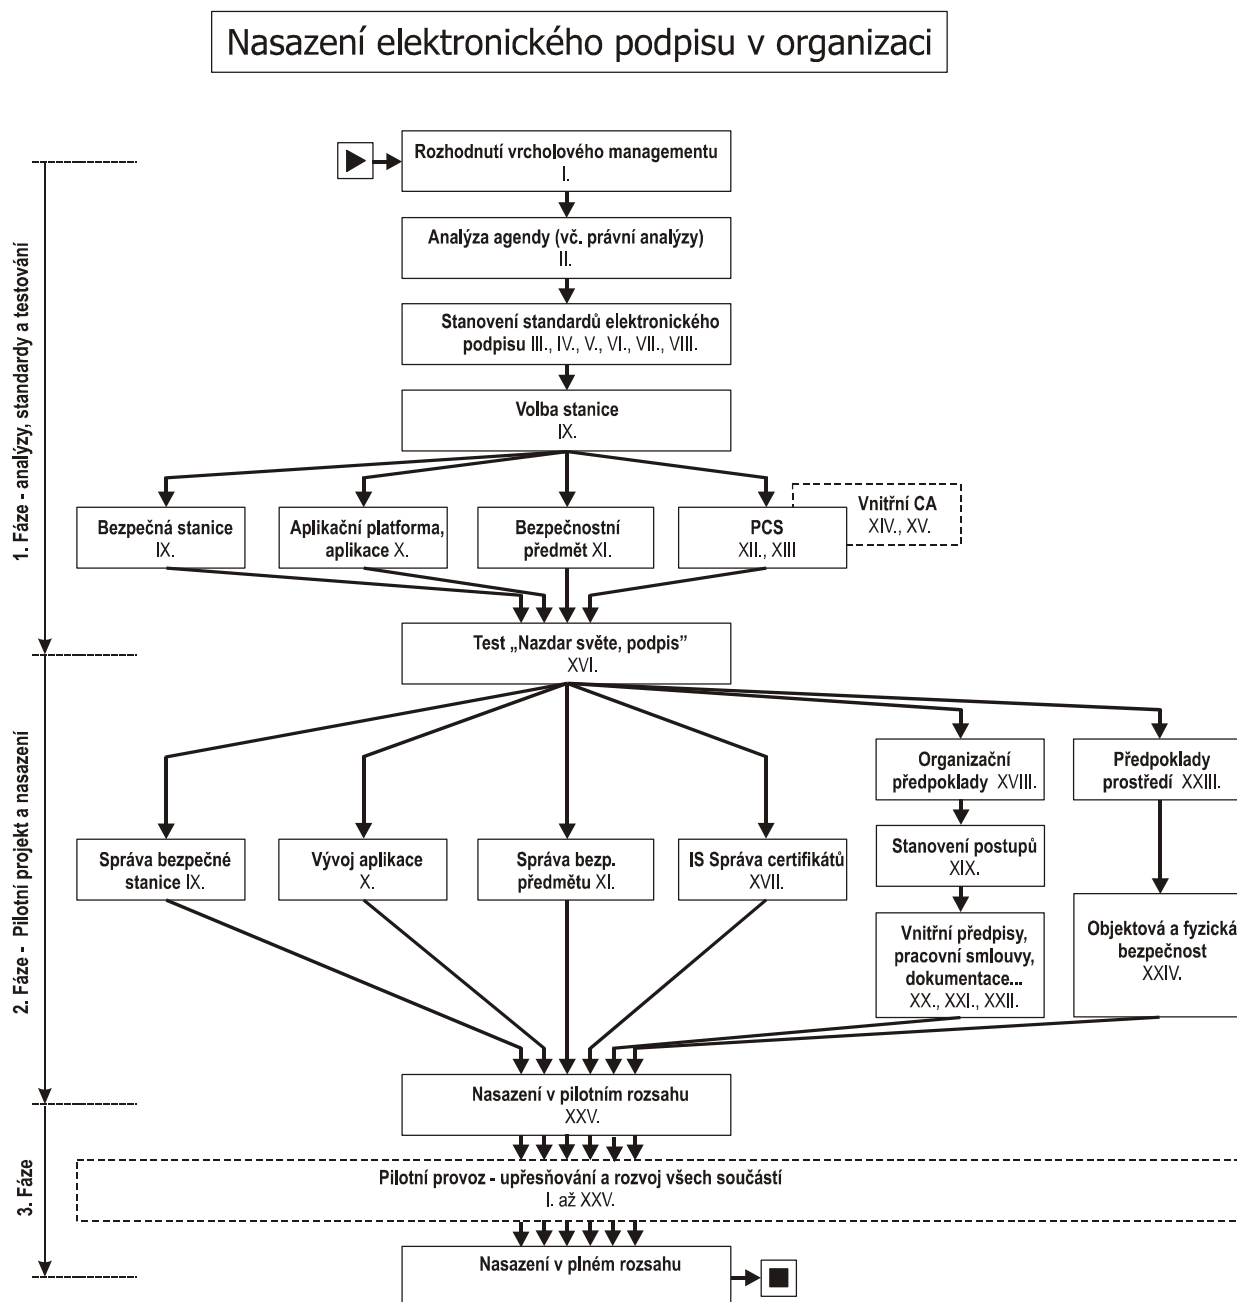 Nasazení elektronického podpisu v organizaci
1. Fáze - analýzy, standardy a testování
Rozhodnutí vrcholového managementu
I.
Analýza agendy (vč. právní analýzy)
II.
Stanovení standardů elektronického
podpisu III., IV., V., VI., VII., VIII.
Volba stanice
IX.
Bezpečná stanice
IX.
Aplikační platforma,
aplikace X.
Bezpečnostní
předmět XI.
PCS
XII., XIII
Vnitřní CA
XIV., XV.
Test „Nazdar světe, podpis”
XVI.
2. Fáze - Pilotní projekt a nasazení
Organizační
předpoklady XVIII.
Předpoklady
prostředí XXIII.
Správa bezpečné
stanice IX.
Vývoj aplikace
X.
Správa bezp.
předmětu XI.
IS Správa certifikátů
XVII.
Stanovení postupů
XIX.
Vnitřní předpisy,
pracovní smlouvy,
dokumentace...
XX., XXI., XXII.
Objektová a fyzická
bezpečnost
XXIV.
Nasazení v pilotním rozsahu
XXV.
3. Fáze
Pilotní provoz - upřesňování a rozvoj všech součástí
I. až XXV.
Nasazení v plném rozsahu